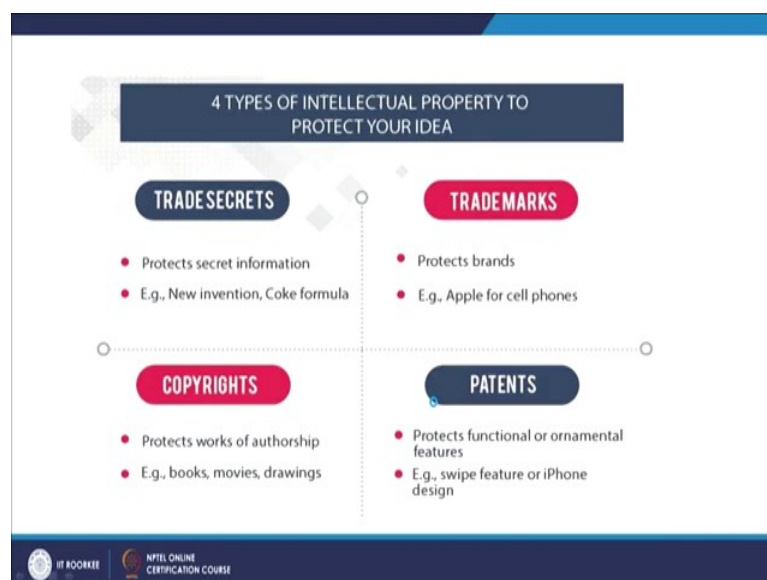 4 TYPES OF INTELLECTUAL PROPERTY TO
PROTECT YOUR IDEA
TRADE SECRETS
• Protects secret information
• E.g., New invention, Coke formula
TRADEMARKS
• Protects brands
• E.g., Apple for cell phones
COPYRIGHTS
• Protects works of authorship
• E.g., books, movies, drawings
PATENTS
• Protects functional or ornamental
features
• E.g., swipe feature or iPhone
design
IIT ROORKEE
NPTEL ONLINE
CERTIFICATION COURSE